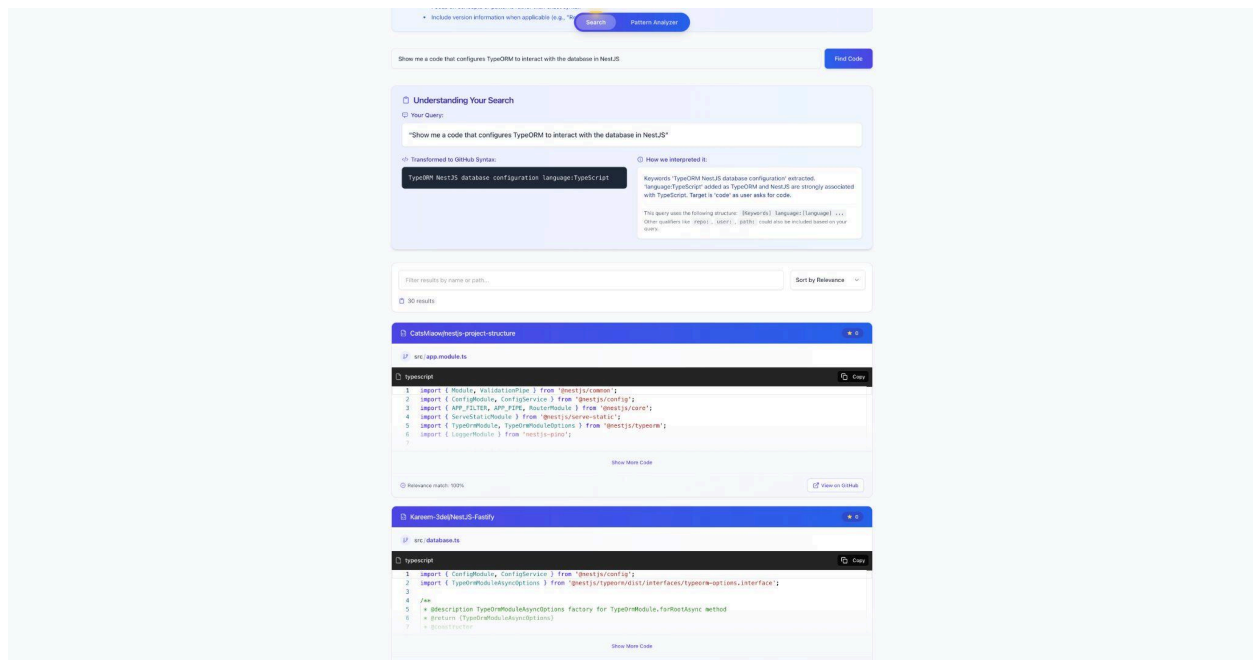 • Include version information when applicable (e.g., "Re
Search
Pattern Analyzer
Show me a code that configures TypeORM to interact with the database in NestJS
Find Code
Understanding Your Search
Your Query:
"Show me a code that configures TypeORM to interact with the database in NestJS"
</> Transformed to GitHub Syntax:
TypeORM NestJS database configuration language:TypeScript
How we interpreted it:
Keywords 'TypeORM NestJS database configuration' extracted.
'language:TypeScript' added as TypeORM and NestJS are strongly associated
with TypeScript. Target is 'code' as user asks for code.
This query uses the following structure: [Keywords] language:[language] ...
Other qualifiers like repo:, user:, path: could also be included based on your
query.
Filter results by name or path...
Sort by Relevance
30 results
CatsMiaow/nestjs-project-structure
★ 0
src/app.module.ts
typescript
Copy
1 import { Module, ValidationPipe } from '@nestjs/common';
2 import { ConfigModule, ConfigService } from '@nestjs/config';
3 import { APP_FILTER, APP_PIPE, RouterModule } from '@nestjs/core';
4 import { ServeStaticModule } from '@nestjs/serve-static';
5 import { TypeOrmModule, TypeOrmModuleOptions } from '@nestjs/typeorm';
6 import { LoggerModule } from 'nestjs-pino';
7
Show More Code
Relevance match: 100%
View on GitHub
Kareem-3del/NestJS-Fastify
★ 0
src/database.ts
typescript
Copy
1 import { ConfigModule, ConfigService } from '@nestjs/config';
2 import { TypeOrmModuleAsyncOptions } from '@nestjs/typeorm/dist/interfaces/typeorm-options.interface';
3
4 /**
5 * @description TypeOrmModuleAsyncOptions factory for TypeOrmModule.forRootAsync method
6 * @return {TypeOrmModuleAsyncOptions}
7 * @constructor
Show More Code